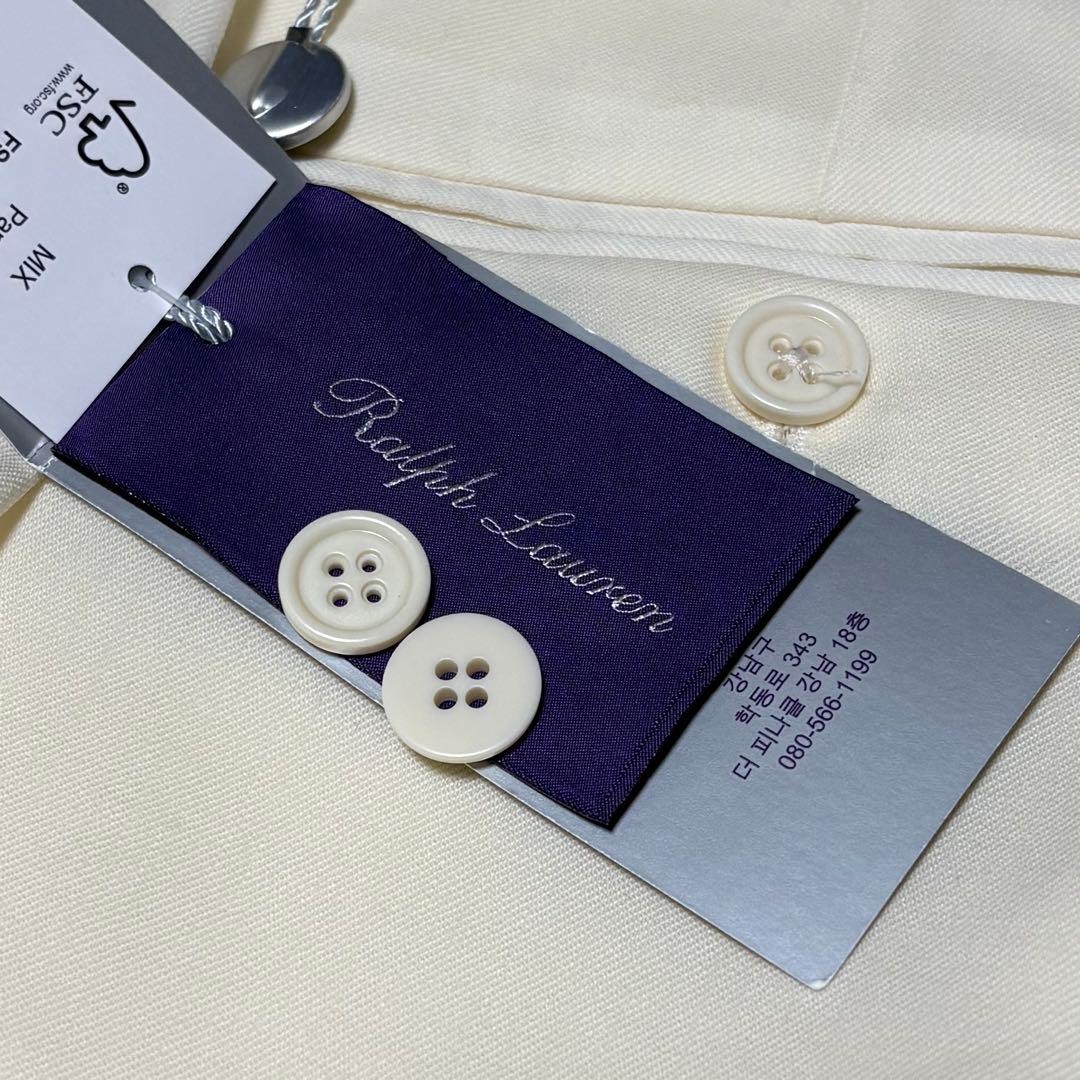 FSC
www.fsc.org
MIX
Ralph Lauren
강남구
학동로 343
더 피나클 강남 18층
080-566-1199